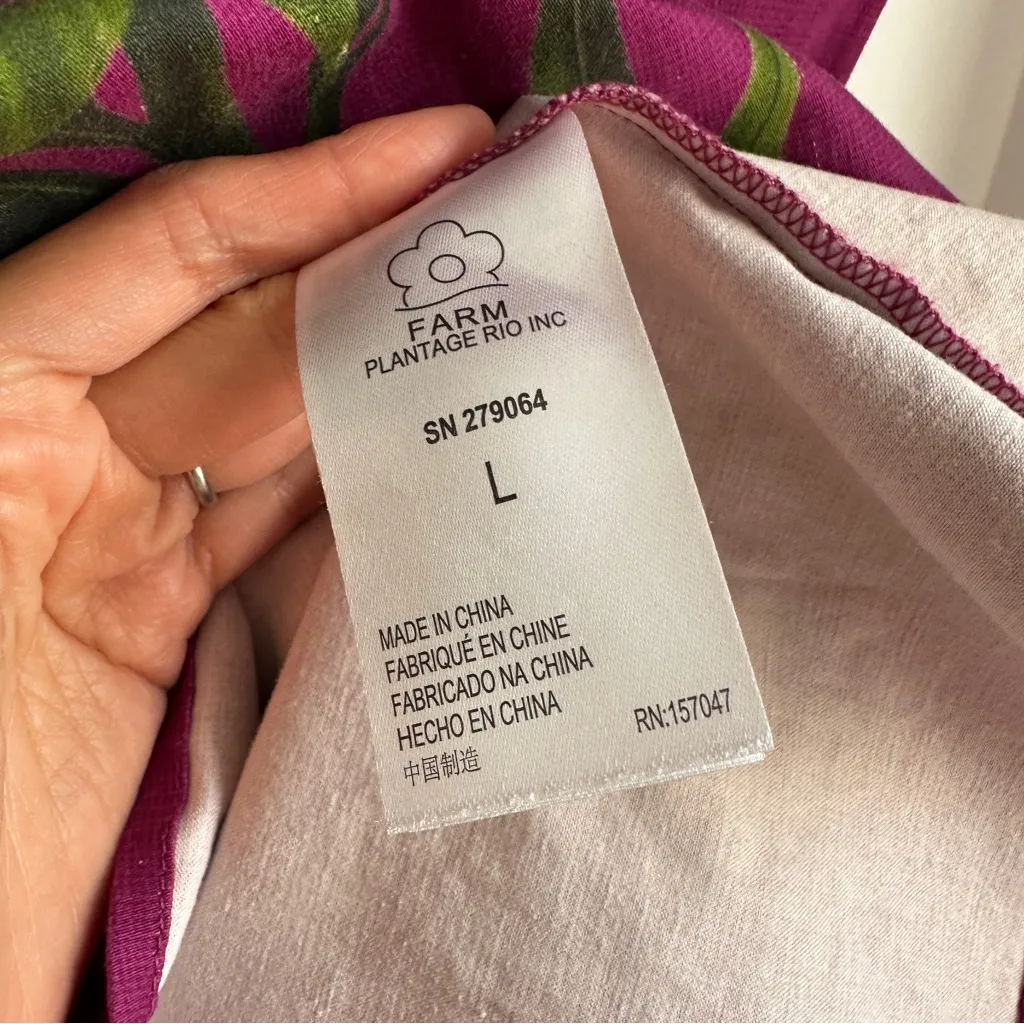 FARM
PLANTAGE RIO INC
SN 279064
L
MADE IN CHINA
FABRIQUÉ EN CHINE
FABRICADO NA CHINA
HECHO EN CHINA
中国制造
RN:157047